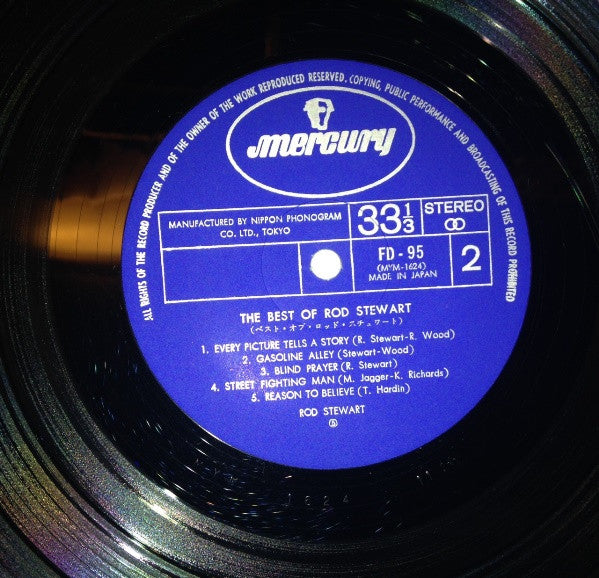 ALL RIGHTS OF THE RECORD PRODUCER AND OF THE OWNER OF THE WORK REPRODUCED RESERVED. COPYING, PUBLIC PERFORMANCE AND BROADCASTING OF THIS RECORD PROHIBITED
mercury
MANUFACTURED BY NIPPON PHONOGRAM
CO. LTD., TOKYO
33 1/3
STEREO
FD - 95
(M"M-1624)
MADE IN JAPAN
2
THE BEST OF ROD STEWART
(ベスト・オブ・ロッド・スチュワート)
1. EVERY PICTURE TELLS A STORY (R. Stewart-R. Wood)
2. GASOLINE ALLEY (Stewart-Wood)
3. BLIND PRAYER (R. Stewart)
4. STREET FIGHTING MAN (M. Jagger-K. Richards)
5. REASON TO BELIEVE (T. Hardin)
ROD STEWART
1624